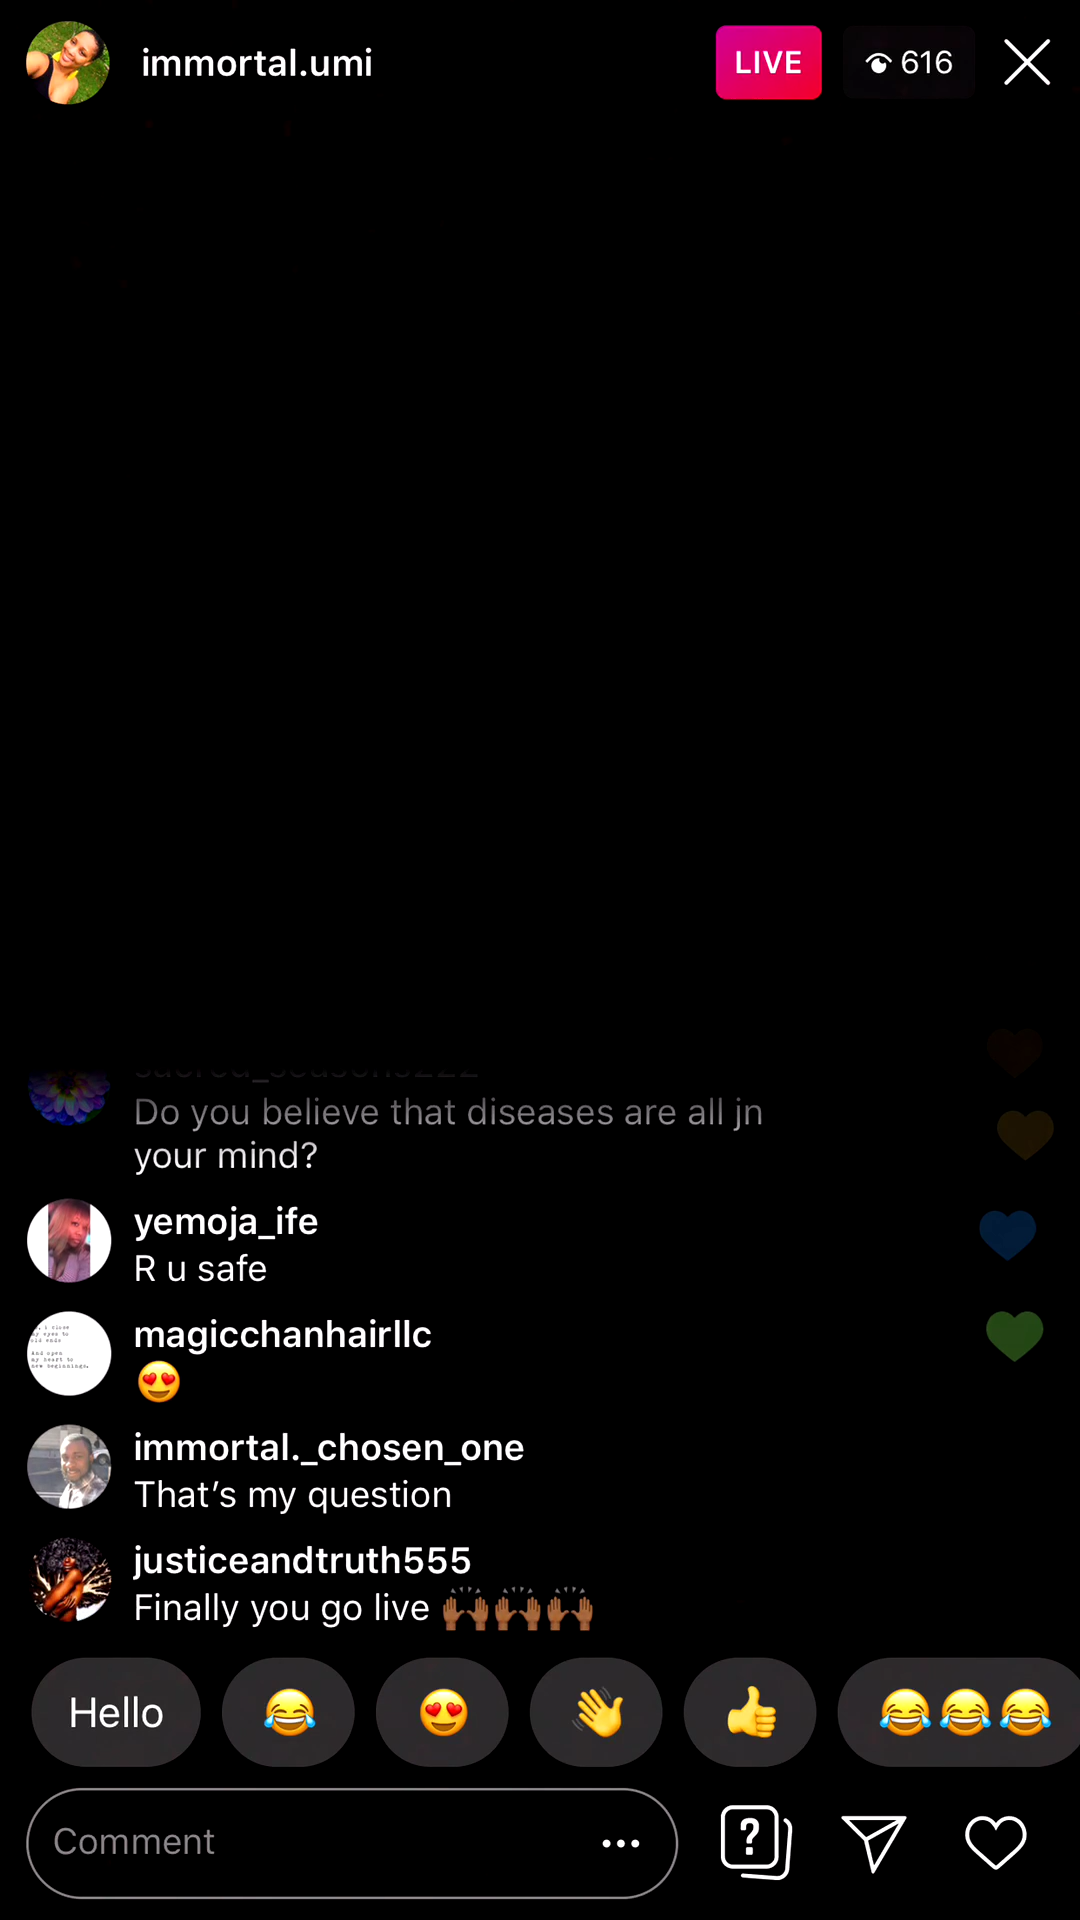 immortal.umi
LIVE
616
sacred_seasons222
Do you believe that diseases are all jn
your mind?
yemoja_ife
R u safe
magicchanhairllc
😍
immortal._chosen_one
That's my question
justiceandtruth555
Finally you go live 🙌🏾🙌🏾🙌🏾
Hello 😂 😍 👋 👍 😂😂😂
Comment